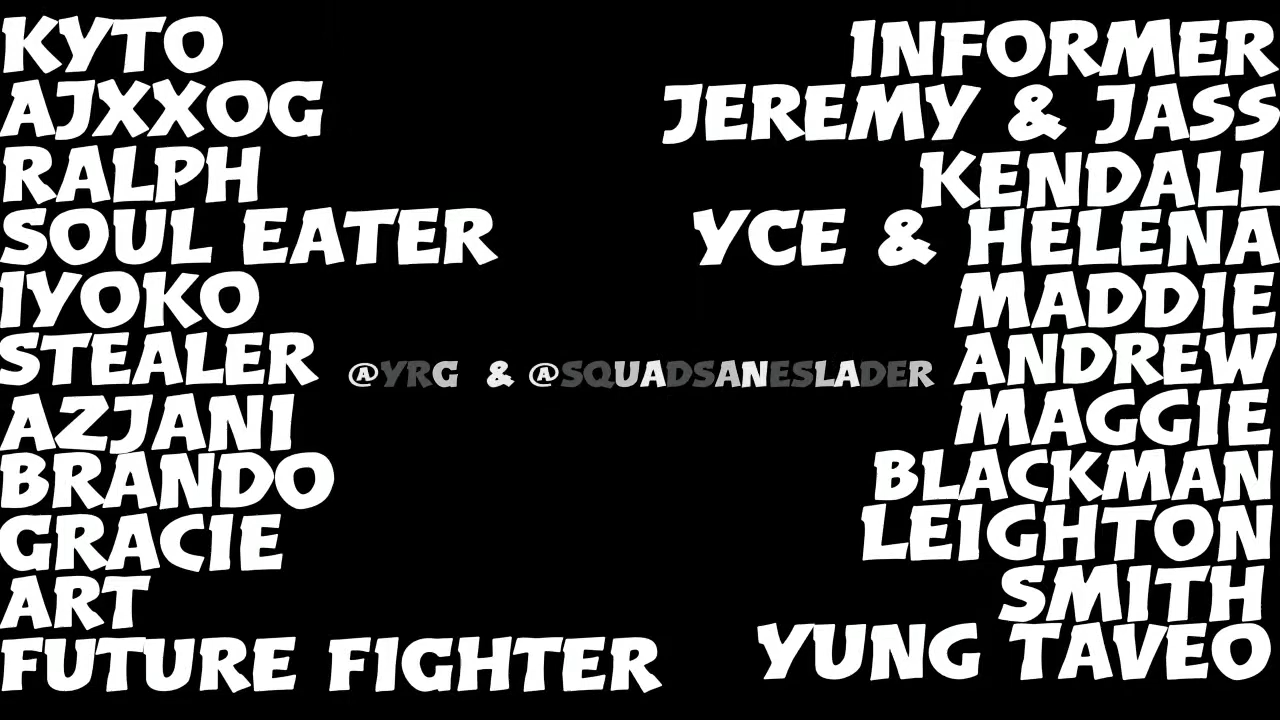 KYTO
AJXXOG
RALPH
SOUL EATER
IYOKO
STEALER
AZJANI
BRANDO
GRACIE
ART
FUTURE FIGHTER
@YRG & @SQUADSANESLADER
INFORMER
JEREMY & JASS
KENDALL
YCE & HELENA
MADDIE
ANDREW
MAGGIE
BLACKMAN
LEIGHTON
SMITH
YUNG TAVEO